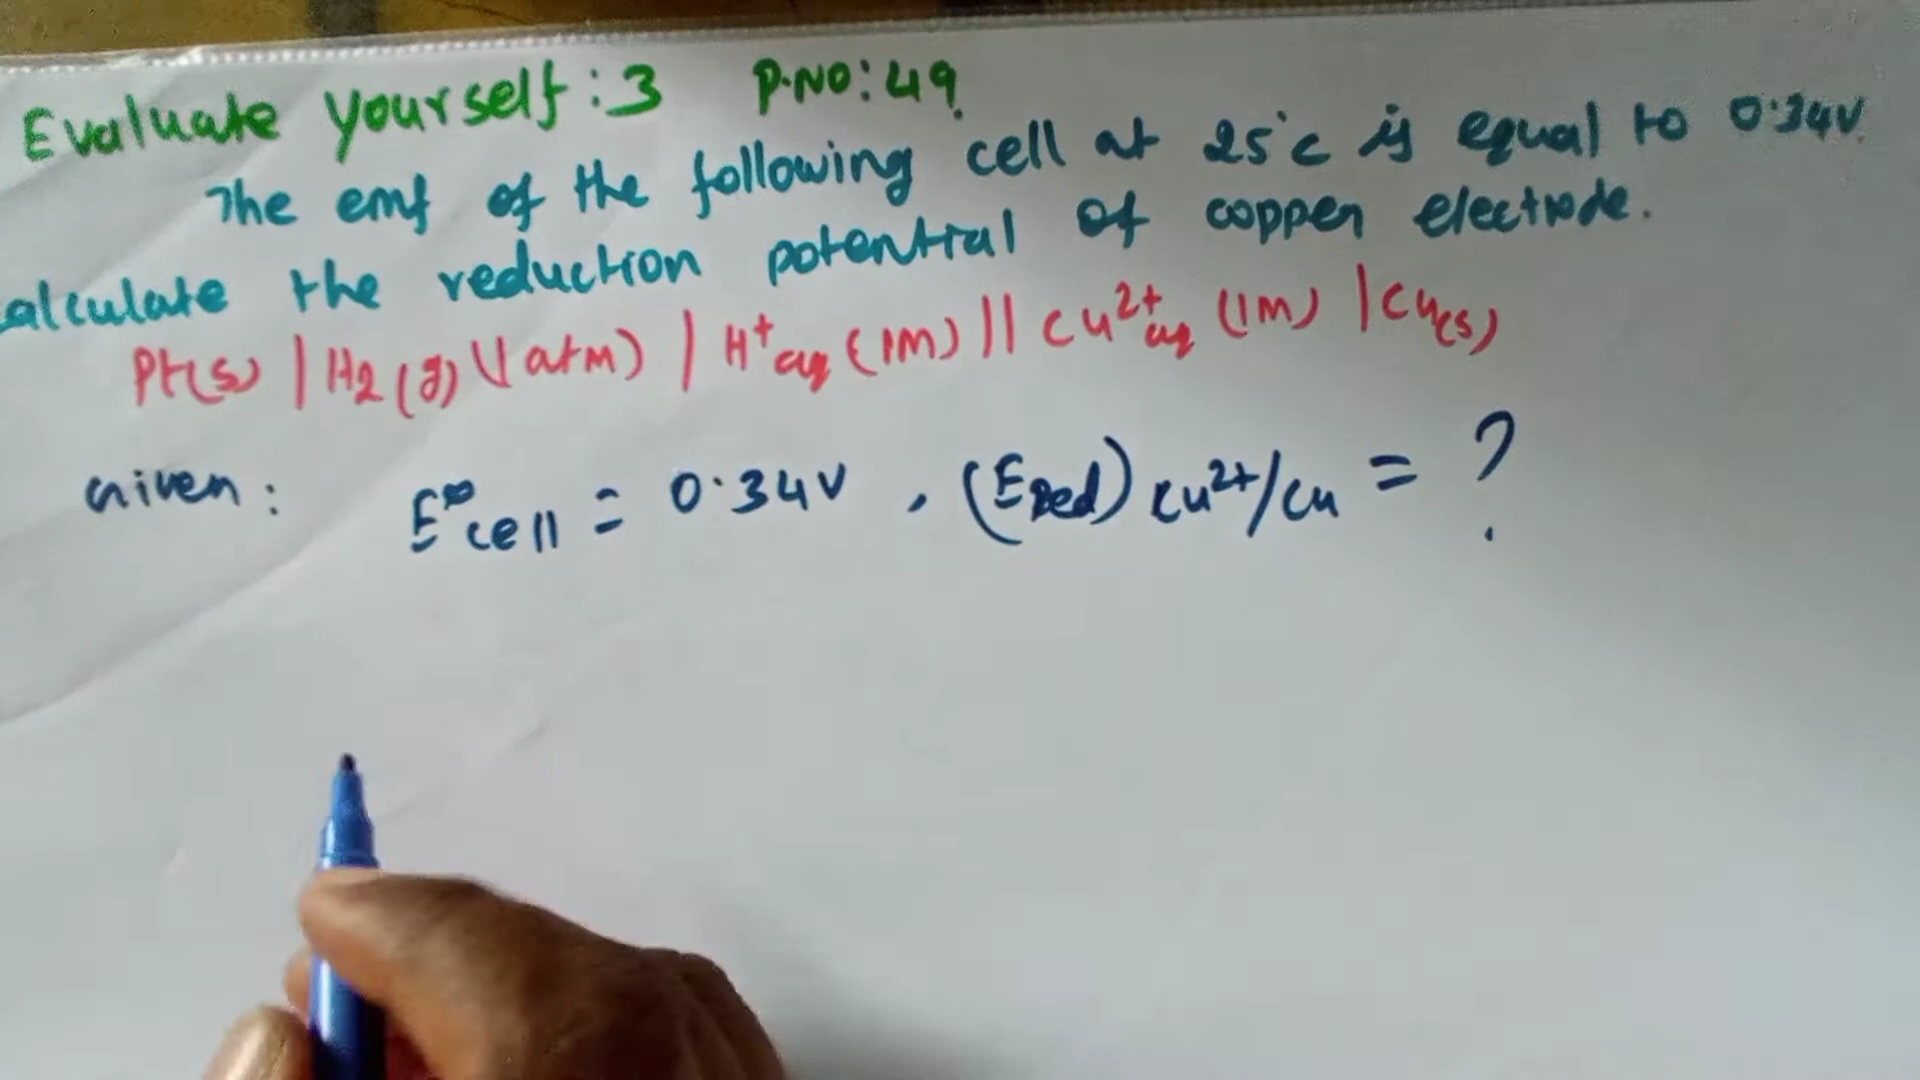 Evaluate yourself : 3 P.NO: 49.
The emf of the following cell at 25°c is equal to 0.34V.
alculate the reduction potential of copper electrode.
Pt(s) | H2(g) (1 atm) | H⁺aq (1M) || Cu²⁺aq (1M) | Cu(s)
Given : E°cell = 0.34V , (Ered) Cu²⁺/Cu = ?